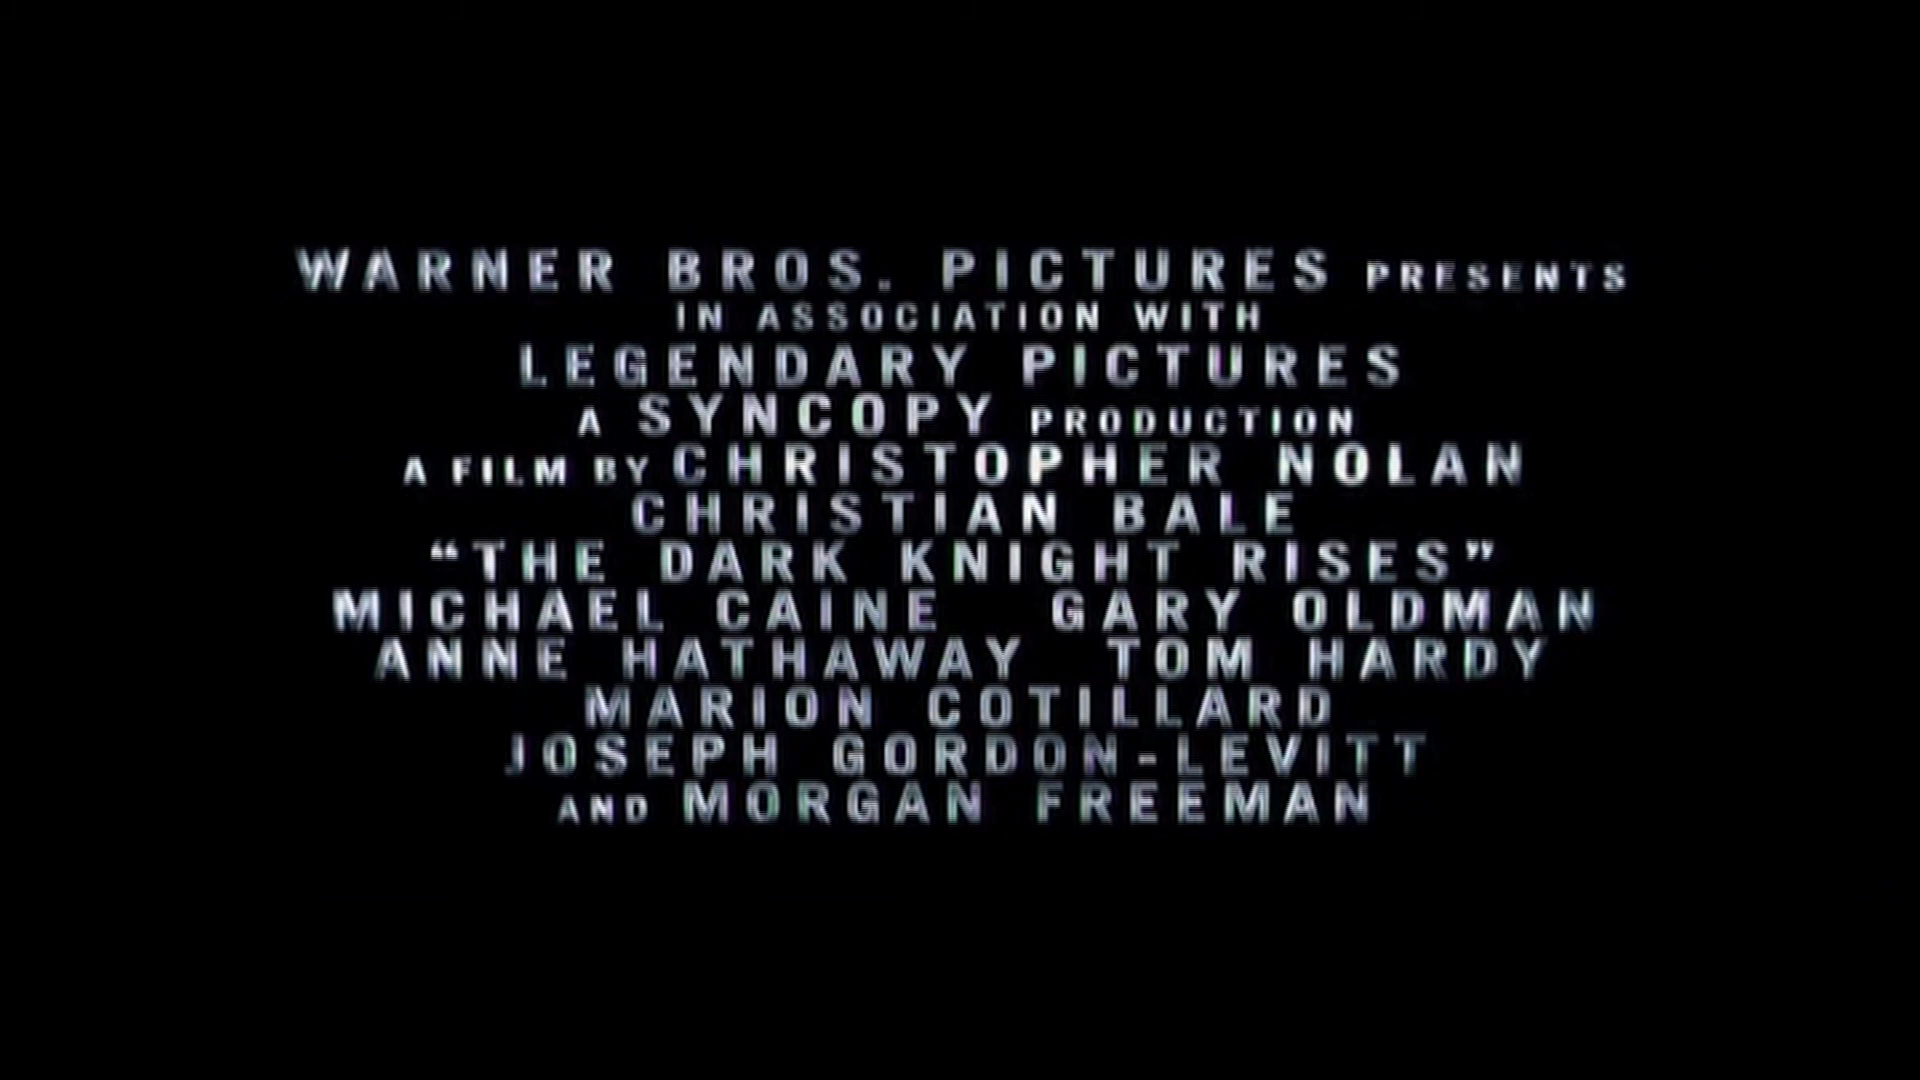 WARNER BROS. PICTURES PRESENTS
IN ASSOCIATION WITH
LEGENDARY PICTURES
A SYNCOPY PRODUCTION
A FILM BY CHRISTOPHER NOLAN
CHRISTIAN BALE
“THE DARK KNIGHT RISES”
MICHAEL CAINE GARY OLDMAN
ANNE HATHAWAY TOM HARDY
MARION COTILLARD
JOSEPH GORDON-LEVITT
AND MORGAN FREEMAN